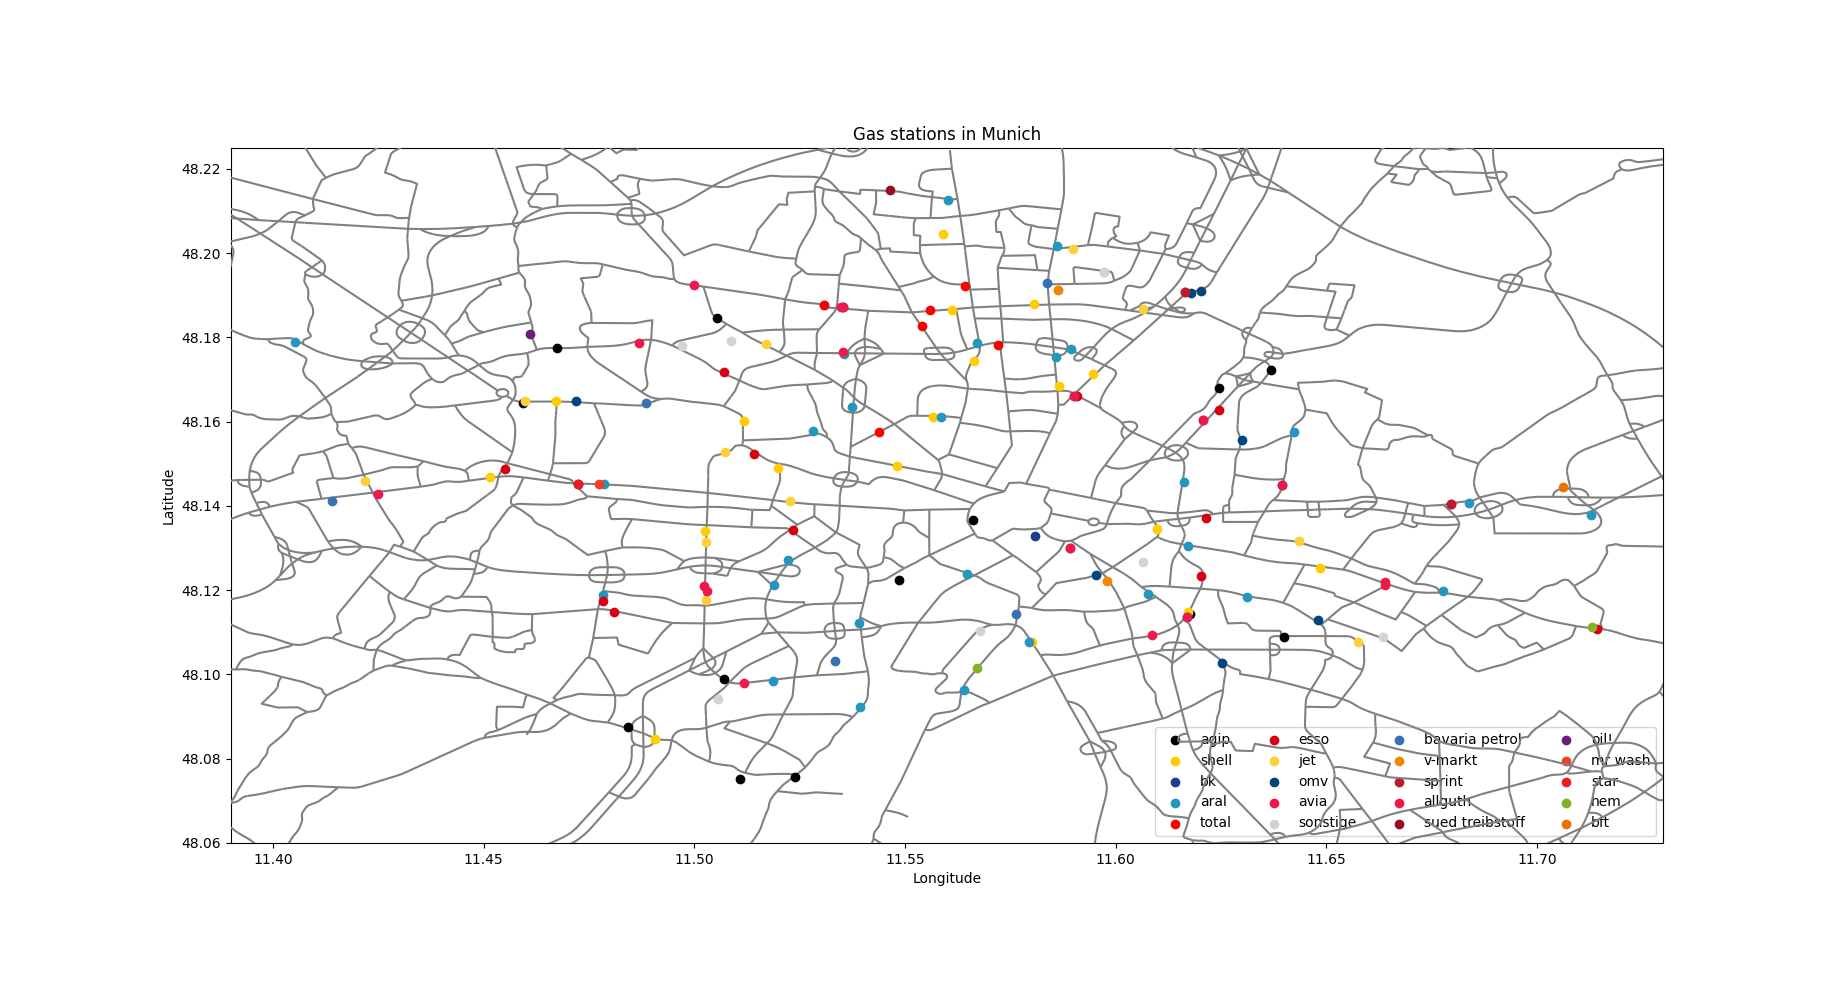 Gas stations in Munich
48.22
48.20
48.18
48.16
48.14
48.12
48.10
48.08
48.06
Latitude
11.40 11.45 11.50 11.55 11.60 11.65 11.70
Longitude
agip esso bavaria petrol oil!
shell jet v-markt mr wash
bk omv sprint star
aral avia allguth hem
total sonstige sued treibstoff bft